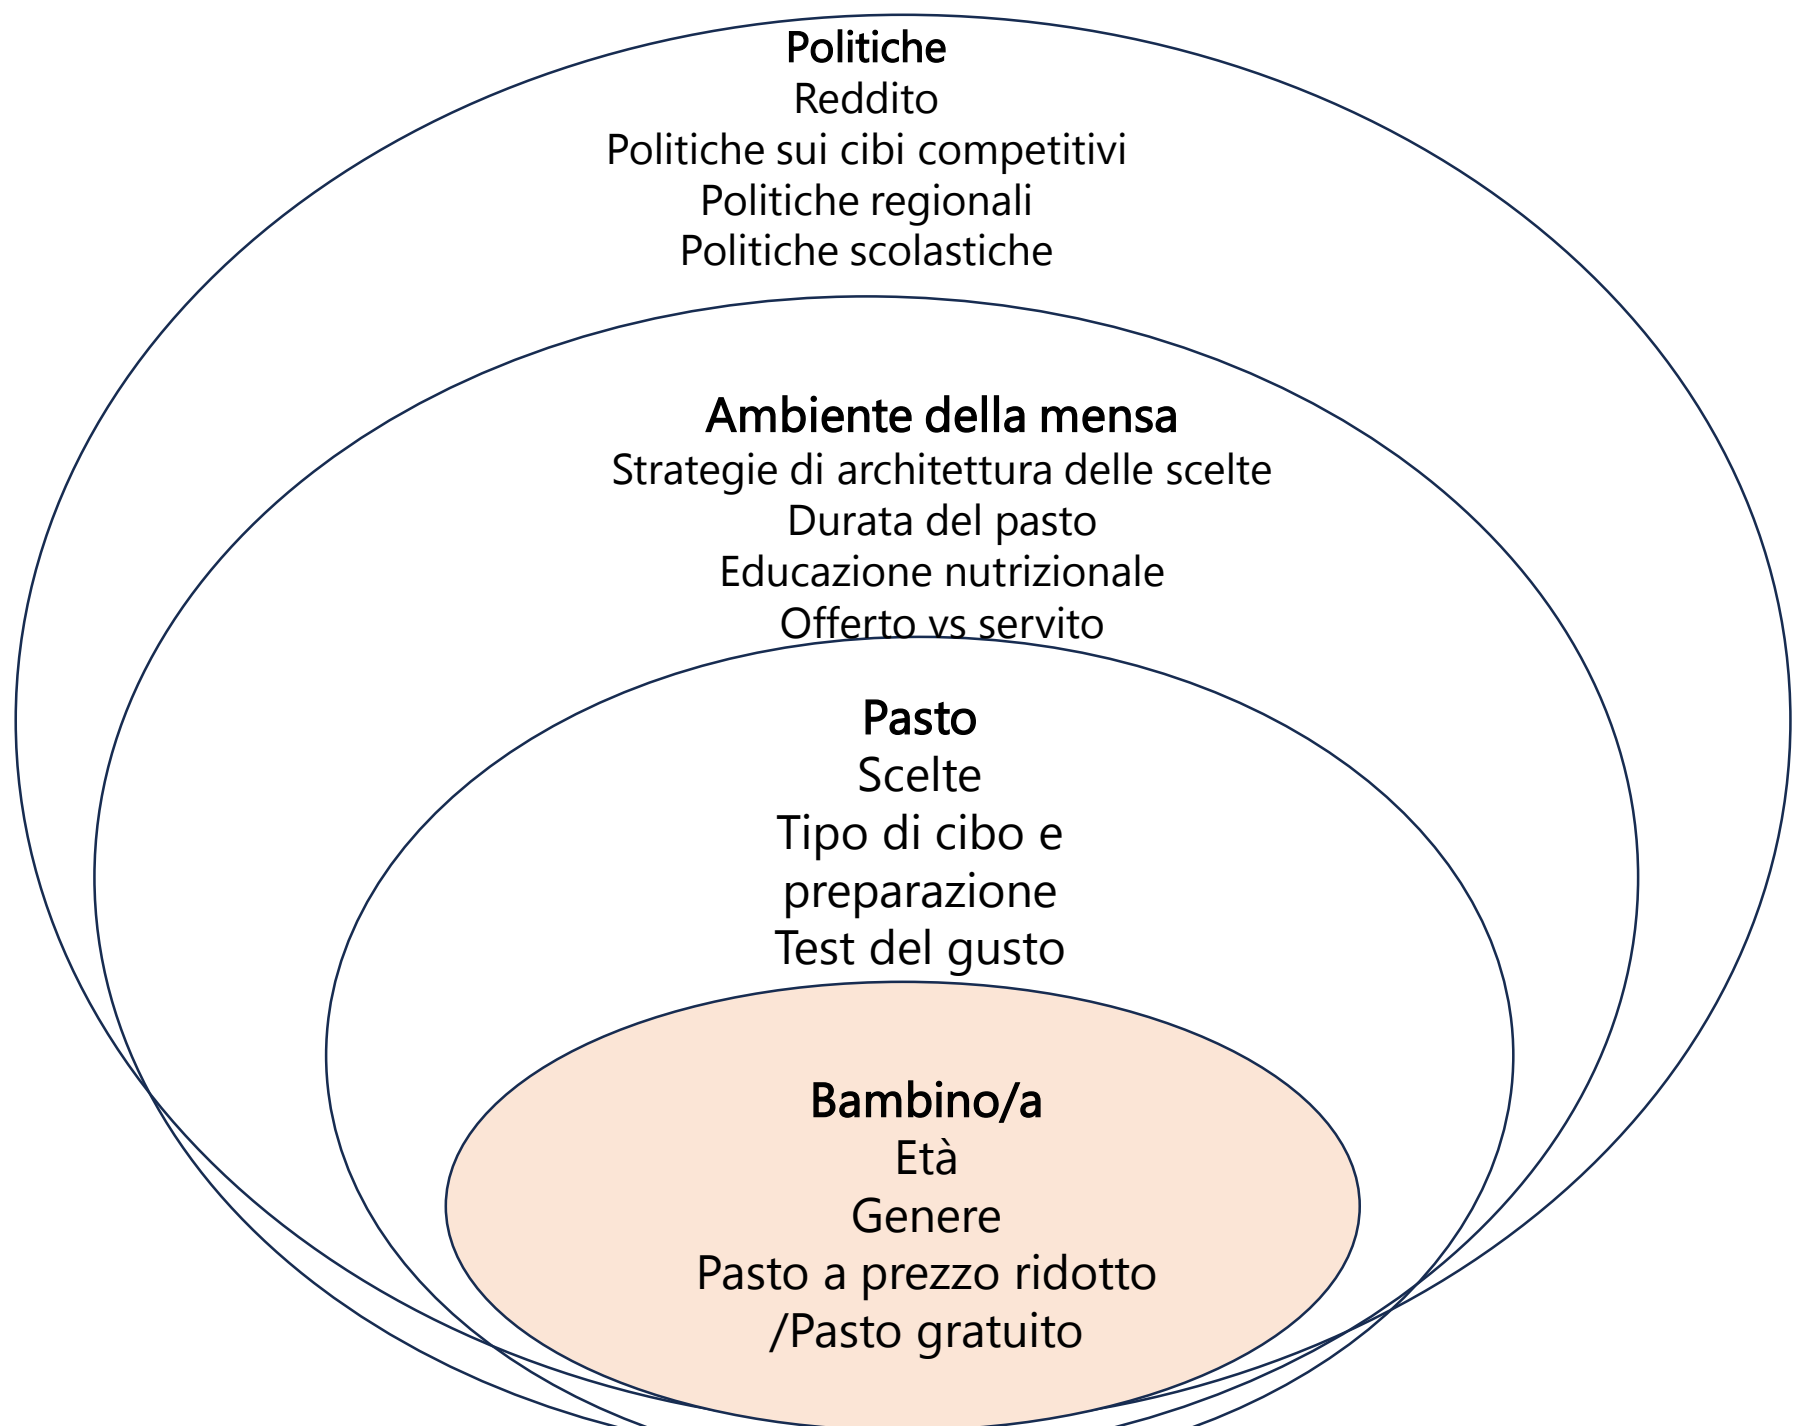 Politiche
Reddito
Politiche sui cibi competitivi
Politiche regionali
Politiche scolastiche
Ambiente della mensa
Strategie di architettura delle scelte
Durata del pasto
Educazione nutrizionale
Offerto vs servito
Pasto
Scelte
Tipo di cibo e
preparazione
Test del gusto
Bambino/a
Età
Genere
Pasto a prezzo ridotto
/Pasto gratuito